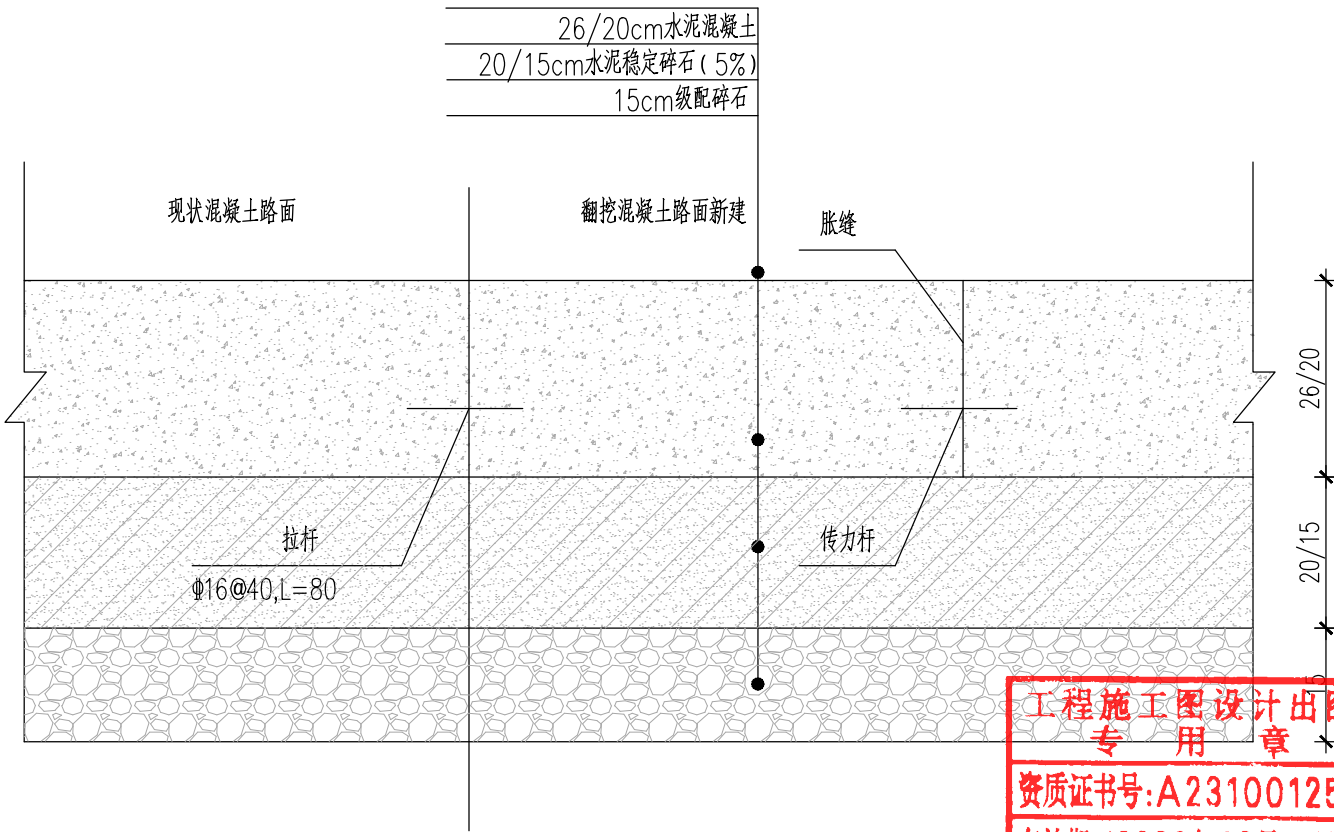 26/20cm水泥混凝土
20/15cm水泥稳定碎石(5%)
15cm级配碎石
现状混凝土路面
翻挖混凝土路面新建
胀缝
26/20
拉杆
ф16@40,L=80
传力杆
20/15
15
工程施工图设计出图
专用章
资质证书号:A23100125